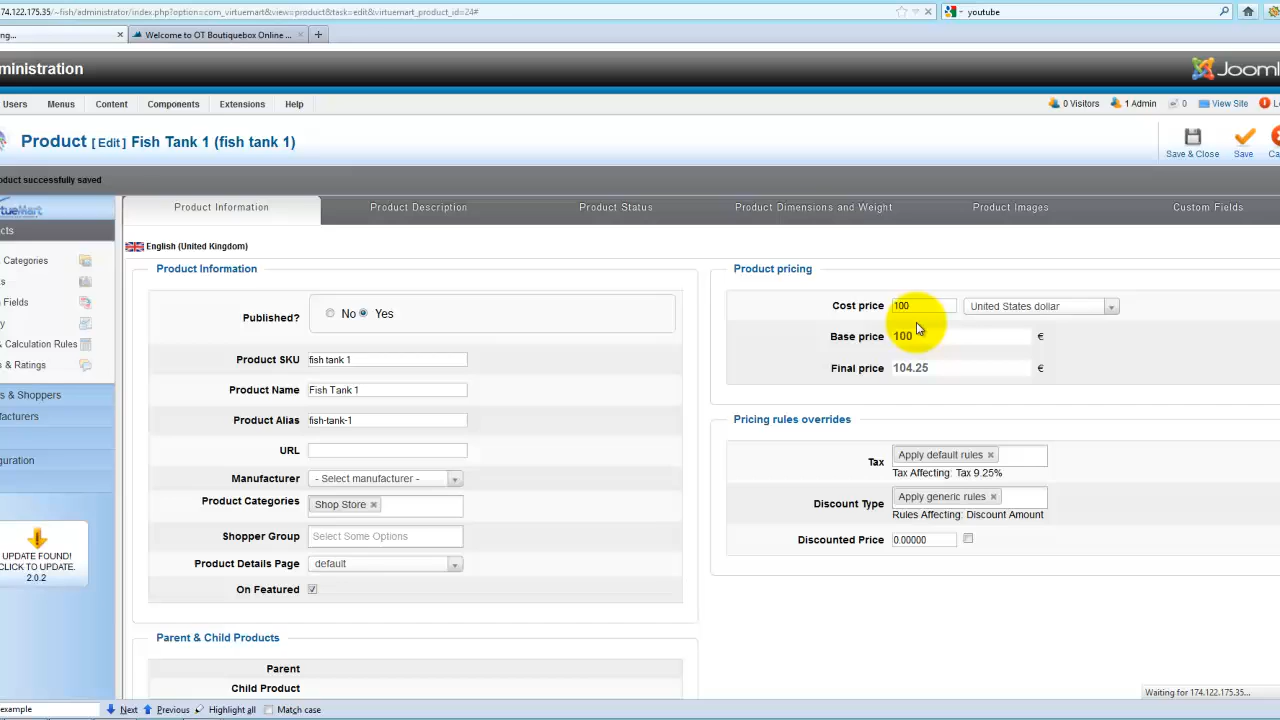 74.122.175.35/~fish/administrator/index.php?option=com_virtuemart&view=product&task=edit&virtuemart_product_id=24#
youtube
ng...
Welcome to OT Boutiquebox Online ...
ministration
Jooml
Users Menus Content Components Extensions Help
0 Visitors 1 Admin 0 View Site Lo
Product [ Edit ] Fish Tank 1 (fish tank 1)
Save & Close Save Ca
oduct successfully saved
rtueMart
cts
Categories
s
Fields
y
& Calculation Rules
& Ratings
s & Shoppers
ufacturers
guration
UPDATE FOUND!
CLICK TO UPDATE.
2.0.2
Product Information Product Description Product Status Product Dimensions and Weight Product Images Custom Fields
English (United Kingdom)
Product Information
Published? No Yes
Product SKU fish tank 1
Product Name Fish Tank 1
Product Alias fish-tank-1
URL
Manufacturer - Select manufacturer -
Product Categories Shop Store
Shopper Group Select Some Options
Product Details Page default
On Featured
Parent & Child Products
Parent
Child Product
Product pricing
Cost price 100 United States dollar
Base price 100 €
Final price 104.25 €
Pricing rules overrides
Tax Apply default rules
Tax Affecting: Tax 9.25%
Discount Type Apply generic rules
Rules Affecting: Discount Amount
Discounted Price 0.00000
Waiting for 174.122.175.35...
example Next Previous Highlight all Match case